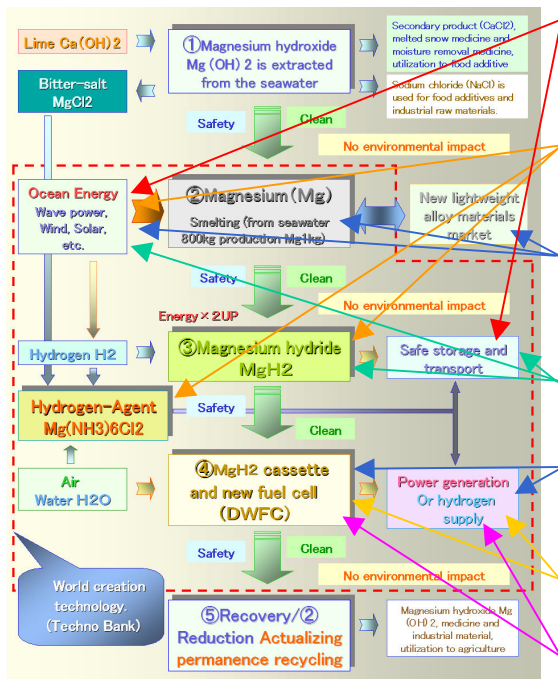 Lime Ca(OH)2
①Magnesium hydroxide
Mg(OH)2 is extracted
from the seawater
Secondary product (CaCl2),
melted snow medicine and
moisture removal medicine,
utilization to food additive
Bitter-salt
MgCl2
Sodium chloride (NaCl) is
used for food additives and
industrial raw materials.
Safety
Clean
No environmental impact
Ocean Energy
Wave power,
Wind, Solar,
etc.
②Magnesium(Mg)
Smelting (from seawater
800kg production Mg1kg)
New lightweight
alloy materials
market
Safety
Clean
No environmental impact
Energy×2UP
Hydrogen H2
③Magnesium hydride
MgH2
Safe storage and
transport
Hydrogen-Agent
Mg(NH3)6Cl2
Safety
Clean
Air
Water H2O
④MgH2 cassette
and new fuel cell
(DWFC)
Power generation
Or hydrogen
supply
Safety
Clean
No environmental impact
World creation
technology.
(Techno Bank)
⑤Recovery/②
Reduction Actualizing
permanence recycling
Magnesium hydroxide Mg
(OH)2, medicine and
industrial material,
utilization to agriculture